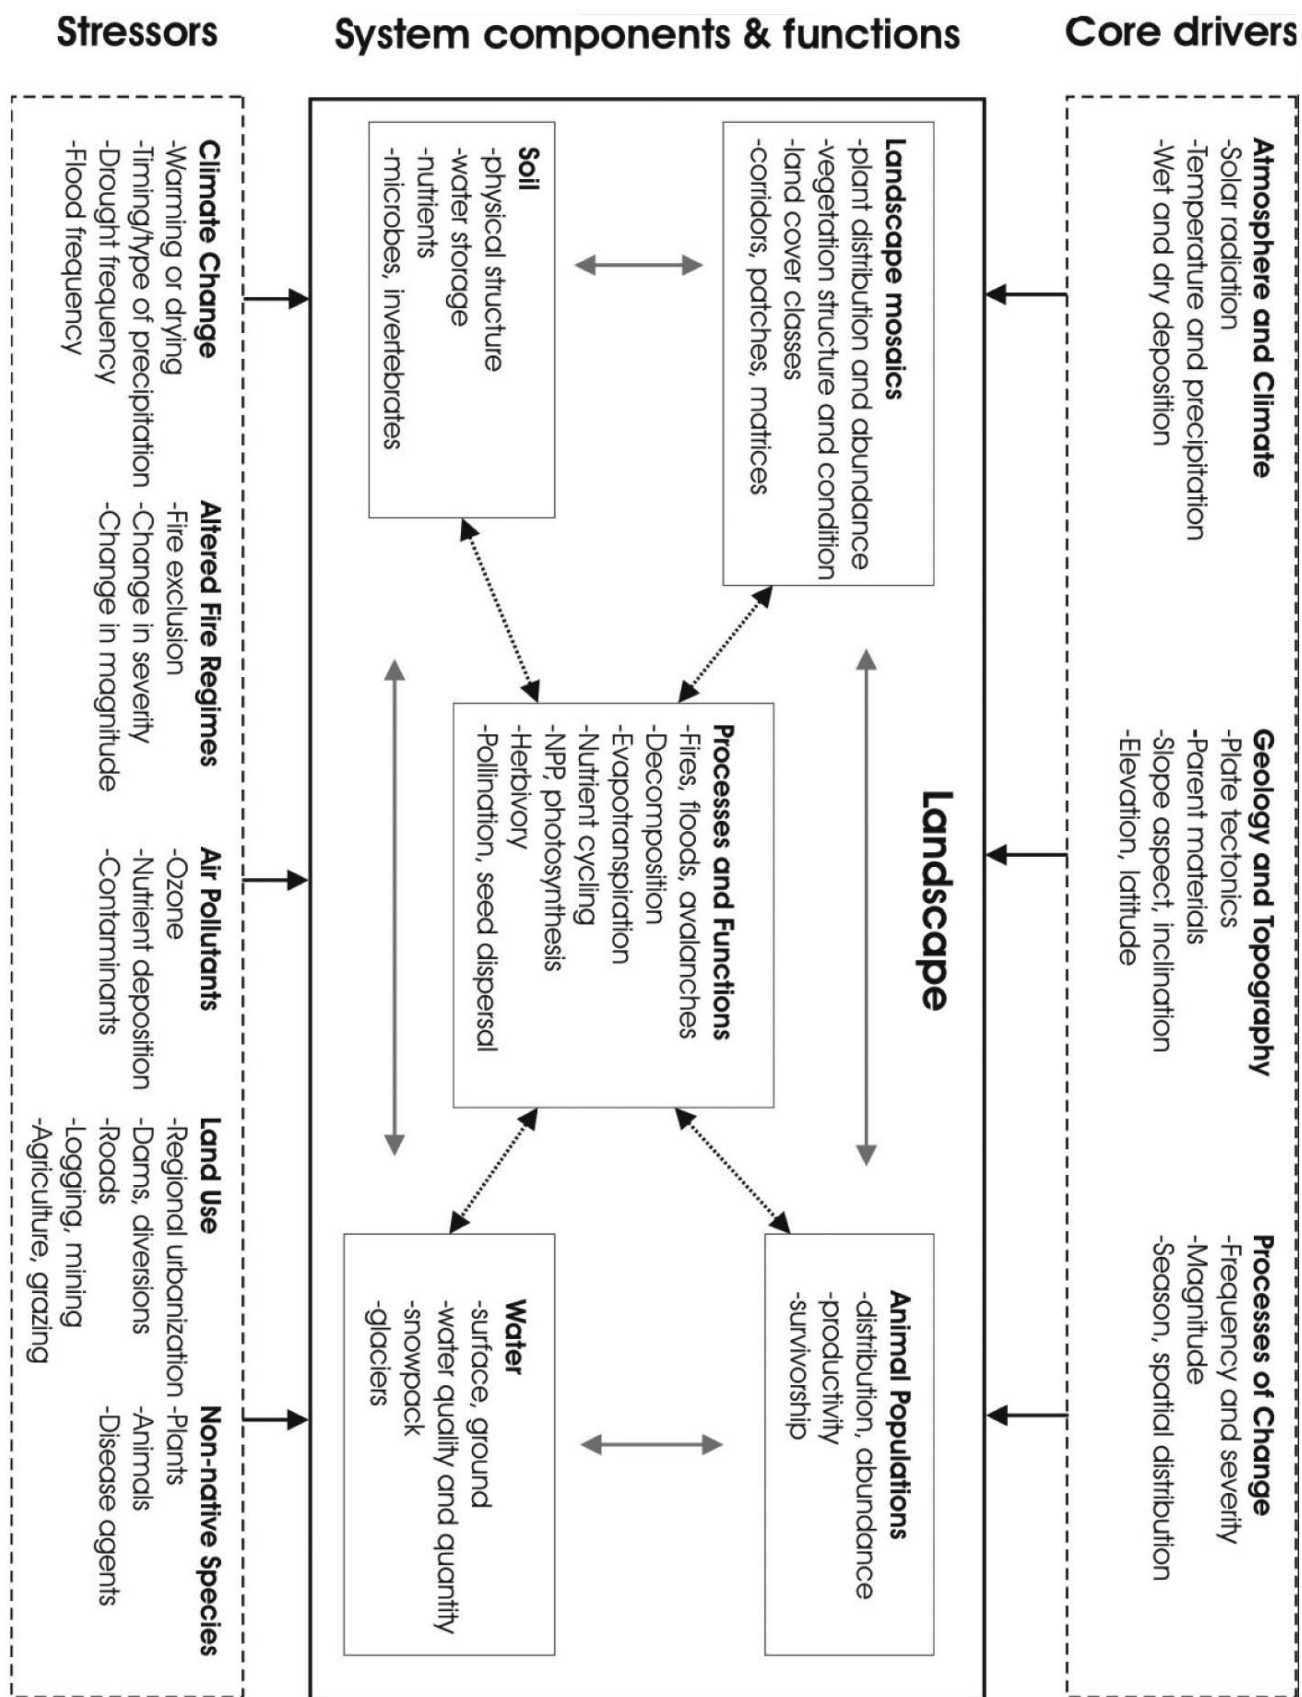 Stressors
System components & functions
Core drivers
Atmosphere and Climate
-Solar radiation
-Temperature and precipitation
-Wet and dry deposition
Geology and Topography
-Plate tectonics
-Parent materials
-Slope aspect, inclination
-Elevation, latitude
Processes of Change
-Frequency and severity
-Magnitude
-Season, spatial distribution
Landscape
Landscape mosaics
-plant distribution and abundance
-vegetation structure and condition
-land cover classes
-corridors, patches, matrices
Animal Populations
-distribution, abundance
-productivity
-survivorship
Processes and Functions
-Fires, floods, avalanches
-Decomposition
-Evapotranspiration
-Nutrient cycling
-NPP, photosynthesis
-Herbivory
-Pollination, seed dispersal
Soil
-physical structure
-water storage
-nutrients
-microbes, invertebrates
Water
-surface, ground
-water quality and quantity
-snowpack
-glaciers
Climate Change
-Warming or drying
-Timing/type of precipitation
-Drought frequency
-Flood frequency
Altered Fire Regimes
-Fire exclusion
-Change in severity
-Change in magnitude
Air Pollutants
-Ozone
-Nutrient deposition
-Contaminants
Land Use
-Regional urbanization
-Dams, diversions
-Roads
-Logging, mining
-Agriculture, grazing
Non-native Species
-Plants
-Animals
-Disease agents